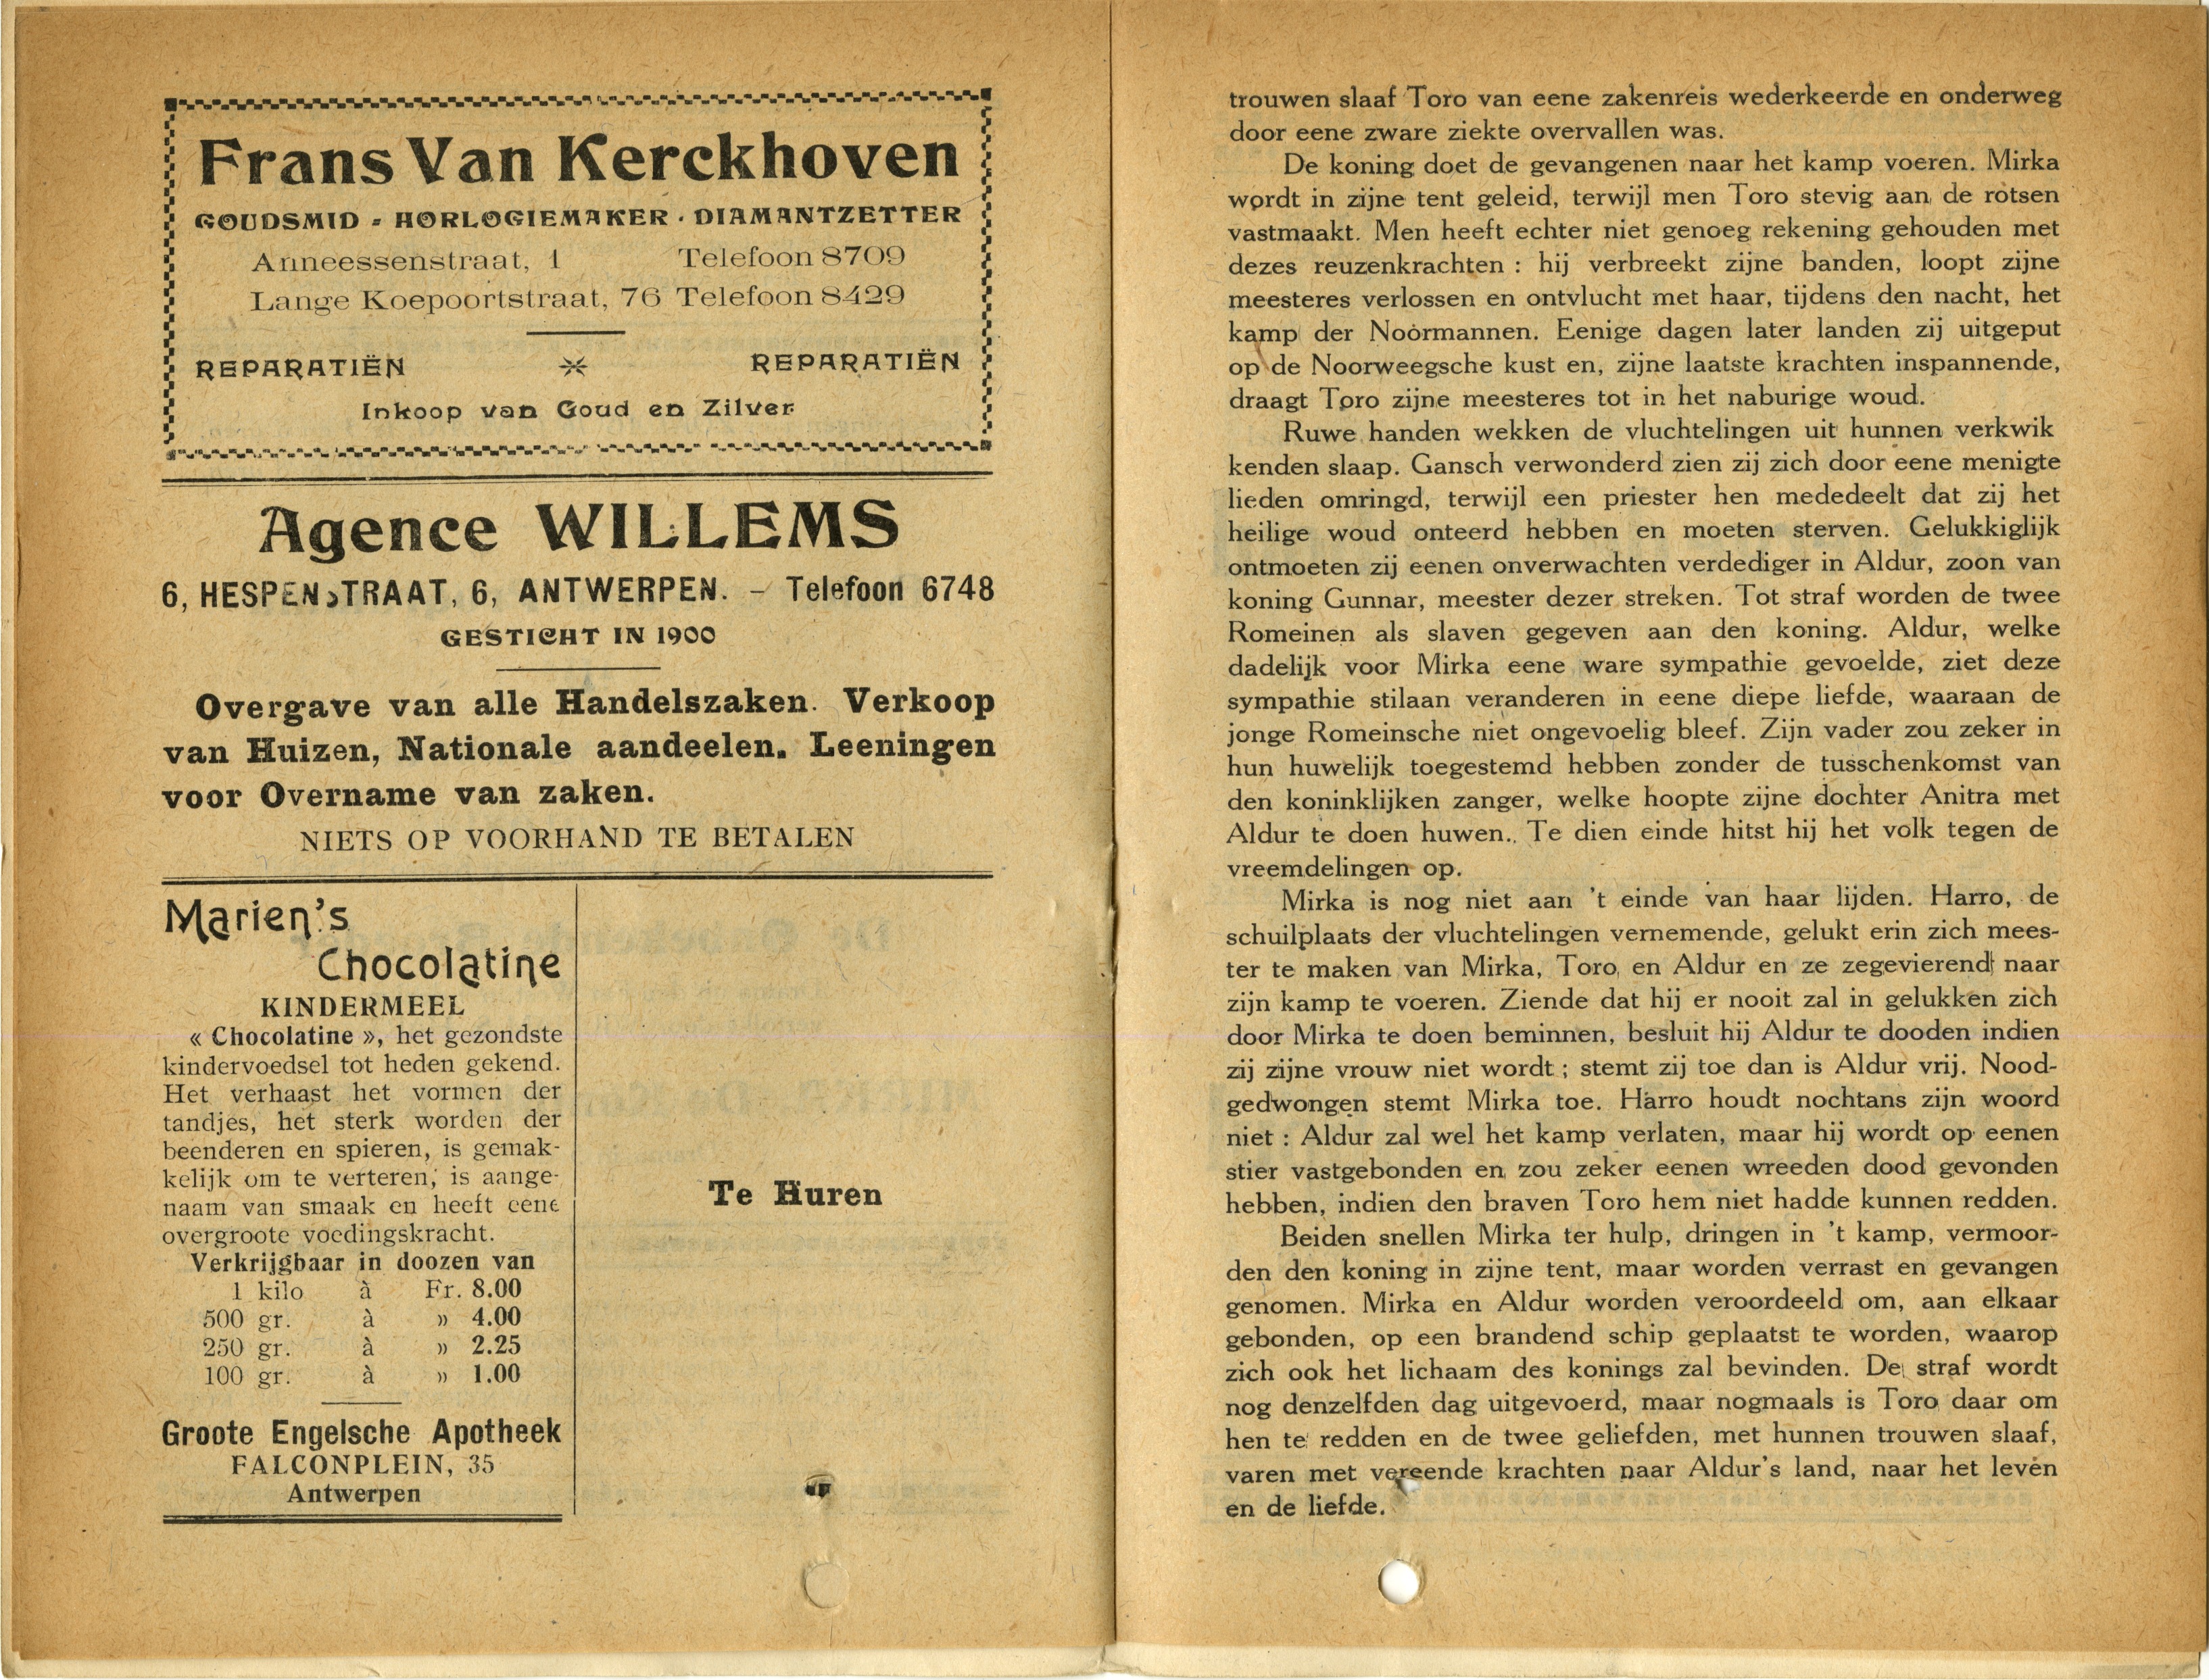 Frans Van Kerckhoven
GOUDSMID - HORLOGIEMAKER - DIAMANTZETTER
Anneessenstraat, 1 Telefoon 8709
Lange Koepoortstraat, 76 Telefoon 8429
REPARATIËN REPARATIËN
Inkoop van Goud en Zilver
Agence WILLEMS
6, HESPENSTRAAT, 6, ANTWERPEN. – Telefoon 6748
GESTICHT IN 1900
Overgave van alle Handelszaken. Verkoop
van Huizen, Nationale aandeelen. Leeningen
voor Overname van zaken.
NIETS OP VOORHAND TE BETALEN
Marien's
Chocolatine
KINDERMEEL
« Chocolatine », het gezondste
kindervoedsel tot heden gekend.
Het verhaast het vormen der
tandjes, het sterk worden der
beenderen en spieren, is gemak-
kelijk om te verteren, is aange-
naam van smaak en heeft eene
overgroote voedingskracht.
Verkrijgbaar in doozen van
1 kilo à Fr. 8.00
500 gr. à » 4.00
250 gr. à » 2.25
100 gr. à » 1.00
Groote Engelsche Apotheek
FALCONPLEIN, 35
Antwerpen
Te Huren
trouwen slaaf Toro van eene zakenreis wederkeerde en onderweg
door eene zware ziekte overvallen was.
De koning doet de gevangenen naar het kamp voeren. Mirka
wordt in zijne tent geleid, terwijl men Toro stevig aan de rotsen
vastmaakt. Men heeft echter niet genoeg rekening gehouden met
dezes reuzenkrachten : hij verbreekt zijne banden, loopt zijne
meesteres verlossen en ontvlucht met haar, tijdens den nacht, het
kamp der Noormannen. Eenige dagen later landen zij uitgeput
op de Noorweegsche kust en, zijne laatste krachten inspannende,
draagt Toro zijne meesteres tot in het naburige woud.
Ruwe handen wekken de vluchtelingen uit hunnen verkwik
kenden slaap. Gansch verwonderd zien zij zich door eene menigte
lieden omringd, terwijl een priester hen mededeelt dat zij het
heilige woud onteerd hebben en moeten sterven. Gelukkiglijk
ontmoeten zij eenen onverwachten verdediger in Aldur, zoon van
koning Gunnar, meester dezer streken. Tot straf worden de twee
Romeinen als slaven gegeven aan den koning. Aldur, welke
dadelijk voor Mirka eene ware sympathie gevoelde, ziet deze
sympathie stilaan veranderen in eene diepe liefde, waaraan de
jonge Romeinsche niet ongevoelig bleef. Zijn vader zou zeker in
hun huwelijk toegestemd hebben zonder de tusschenkomst van
den koninklijken zanger, welke hoopte zijne dochter Anitra met
Aldur te doen huwen. Te dien einde hitst hij het volk tegen de
vreemdelingen op.
Mirka is nog niet aan 't einde van haar lijden. Harro, de
schuilplaats der vluchtelingen vernemende, gelukt erin zich mees-
ter te maken van Mirka, Toro en Aldur en ze zegevierend naar
zijn kamp te voeren. Ziende dat hij er nooit zal in gelukken zich
door Mirka te doen beminnen, besluit hij Aldur te dooden indien
zij zijne vrouw niet wordt ; stemt zij toe dan is Aldur vrij. Nood-
gedwongen stemt Mirka toe. Harro houdt nochtans zijn woord
niet : Aldur zal wel het kamp verlaten, maar hij wordt op eenen
stier vastgebonden en zou zeker eenen wreeden dood gevonden
hebben, indien den braven Toro hem niet hadde kunnen redden.
Beiden snellen Mirka ter hulp, dringen in 't kamp, vermoor-
den den koning in zijne tent, maar worden verrast en gevangen
genomen. Mirka en Aldur worden veroordeeld om, aan elkaar
gebonden, op een brandend schip geplaatst te worden, waarop
zich ook het lichaam des konings zal bevinden. De straf wordt
nog denzelfden dag uitgevoerd, maar nogmaals is Toro daar om
hen te redden en de twee geliefden, met hunnen trouwen slaaf,
varen met vereende krachten naar Aldur's land, naar het leven
en de liefde.